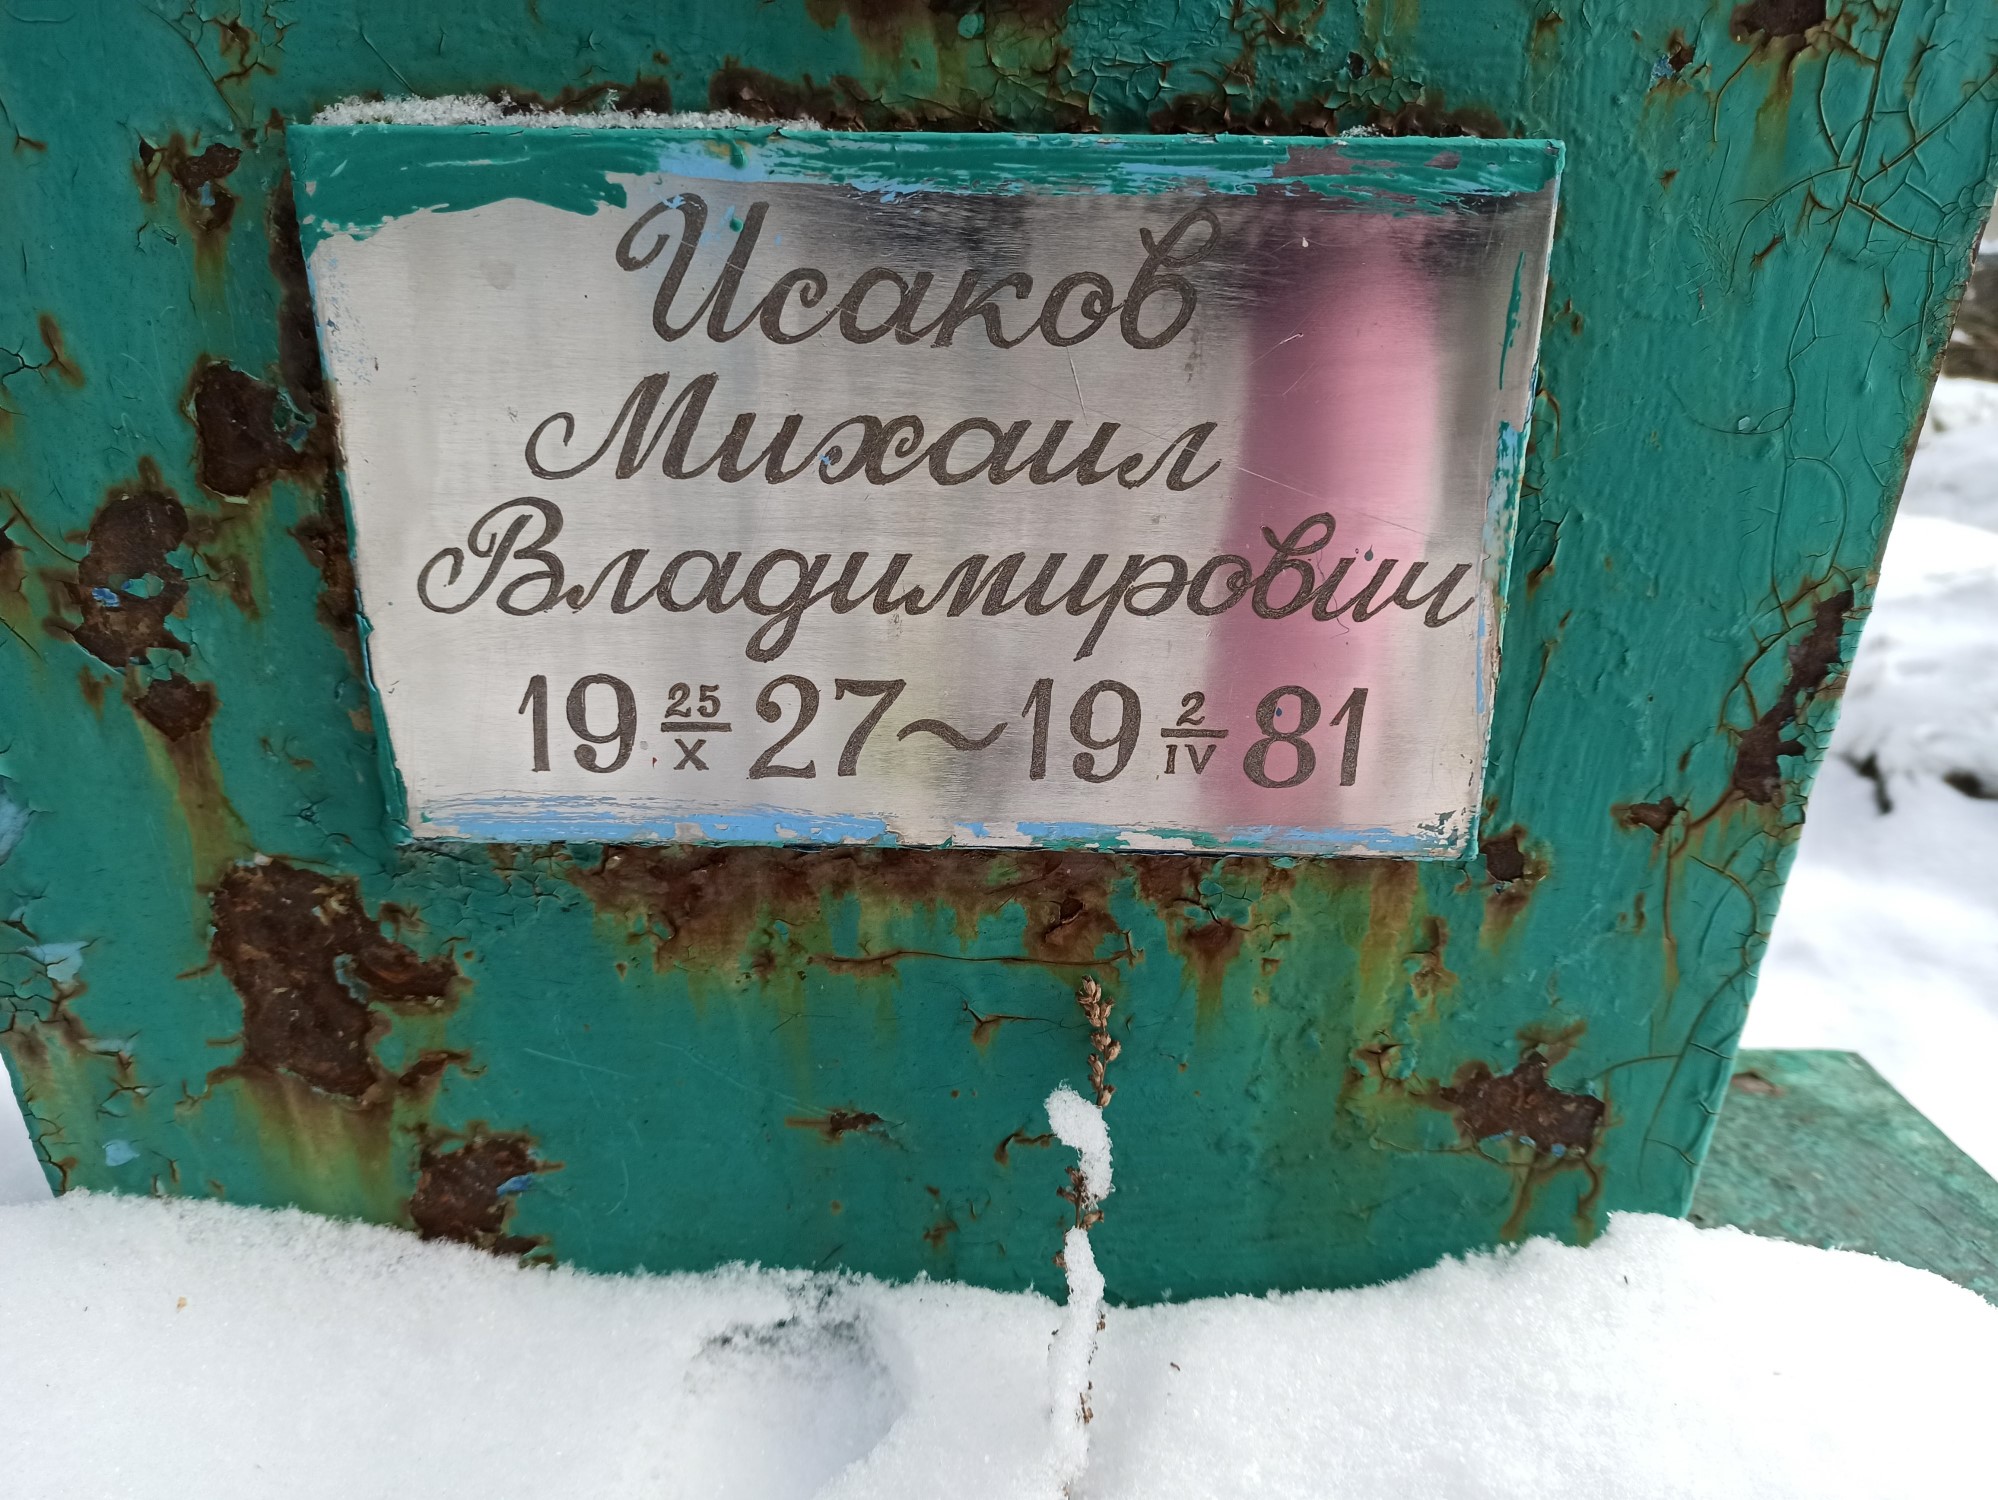 Исаков
Михаил
Владимирович
19 25/X 27~19 2/IV 81